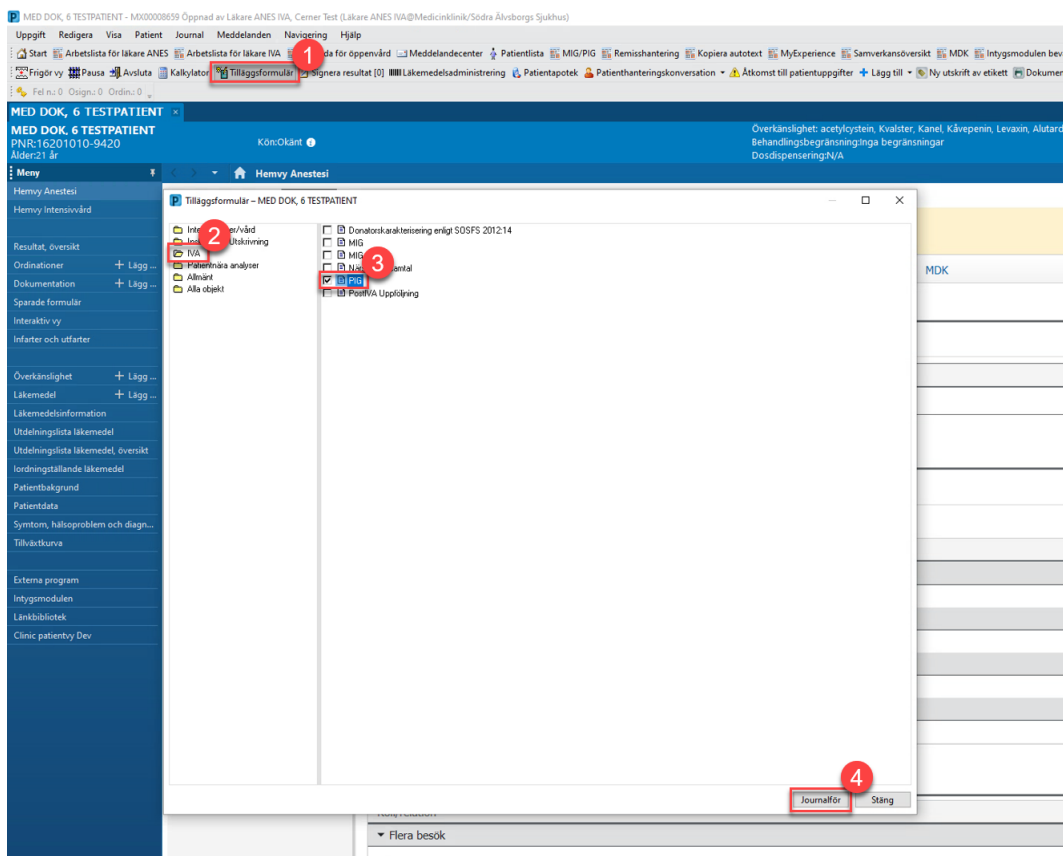 MED DOK, 6 TESTPATIENT - MX00008659 Öppnad av Läkare ANES IVA, Cerner Test (Läkare ANES IVA@Medicinklinik/Södra Älvsborgs Sjukhus)
Uppgift Redigera Visa Patient Journal Meddelanden Navigering Hjälp
Start Arbetslista för läkare ANES Arbetslista för läkare IVA da för öppenvård Meddelandecenter Patientlista MIG/PIG Remisshantering Kopiera autotext MyExperience Samverkansöversikt MDK Intygsmodulen bev
Frigör vy Pausa Avsluta Kalkylator Tilläggsformulär Signera resultat [0] Läkemedelsadministrering Patientapotek Patienthanteringskonversation Åtkomst till patientuppgifter Lägg till Ny utskrift av etikett Dokumen
Fel n.: 0 Osign.: 0 Ordin.: 0
MED DOK, 6 TESTPATIENT ×
MED DOK, 6 TESTPATIENT
PNR:16201010-9420
Ålder:21 år
Kön:Okänt
Överkänslighet: acetylcystein, Kvalster, Kanel, Kåvepenin, Levaxin, Alutard
Behandlingsbegränsning:Inga begränsningar
Dosdispensering:N/A
Meny
Hemvy Anestesi
Hemvy Anestesi
Hemvy Intensivvård
Resultat, översikt
Ordinationer + Lägg ...
Dokumentation + Lägg ...
Sparade formulär
Interaktiv vy
Infarter och utfarter
Överkänslighet + Lägg ...
Läkemedel + Lägg ...
Läkemedelsinformation
Utdelningslista läkemedel
Utdelningslista läkemedel, översikt
Iordningställande läkemedel
Patientbakgrund
Patientdata
Symtom, hälsoproblem och diagn...
Tillväxtkurva
Externa program
Intygsmodulen
Länkbibliotek
Clinic patientvy Dev
Tilläggsformulär – MED DOK, 6 TESTPATIENT
er/vård
Utskrivning
IVA
Patientnära analyser
Allmänt
Alla objekt
Donatorskarakterisering enligt SOSFS 2012:14
MIG
MIG
amtal
PIG
PostIVA Uppföljning
1
2
3
4
Journalför Stäng
MDK
Roll/relation
Flera besök